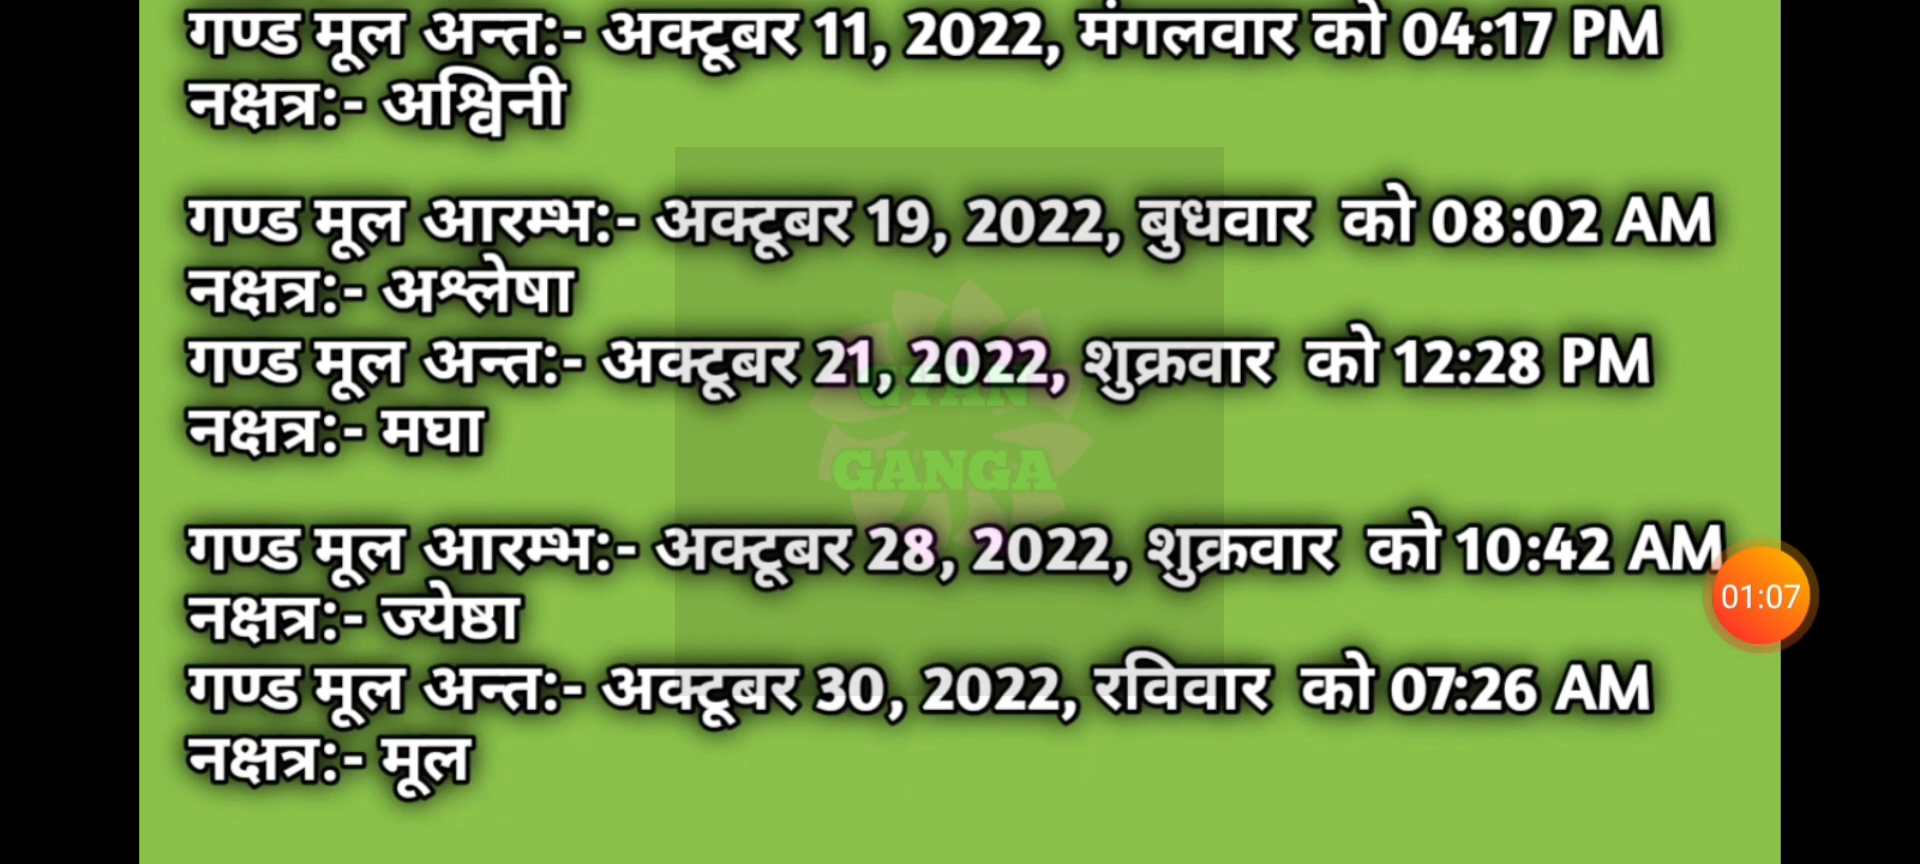 गण्ड मूल अन्त:- अक्टूबर 11, 2022, मंगलवार को 04:17 PM
नक्षत्र:- अश्विनी
गण्ड मूल आरम्भ:- अक्टूबर 19, 2022, बुधवार को 08:02 AM
नक्षत्र:- अश्लेषा
गण्ड मूल अन्त:- अक्टूबर 21, 2022, शुक्रवार को 12:28 PM
GYAN
नक्षत्र:- मघा
GANGA
गण्ड मूल आरम्भ:- अक्टूबर 28, 2022, शुक्रवार को 10:42 AM
01:07
नक्षत्र:- ज्येष्ठा
गण्ड मूल अन्त:- अक्टूबर 30, 2022, रविवार को 07:26 AM
नक्षत्र:- मूल